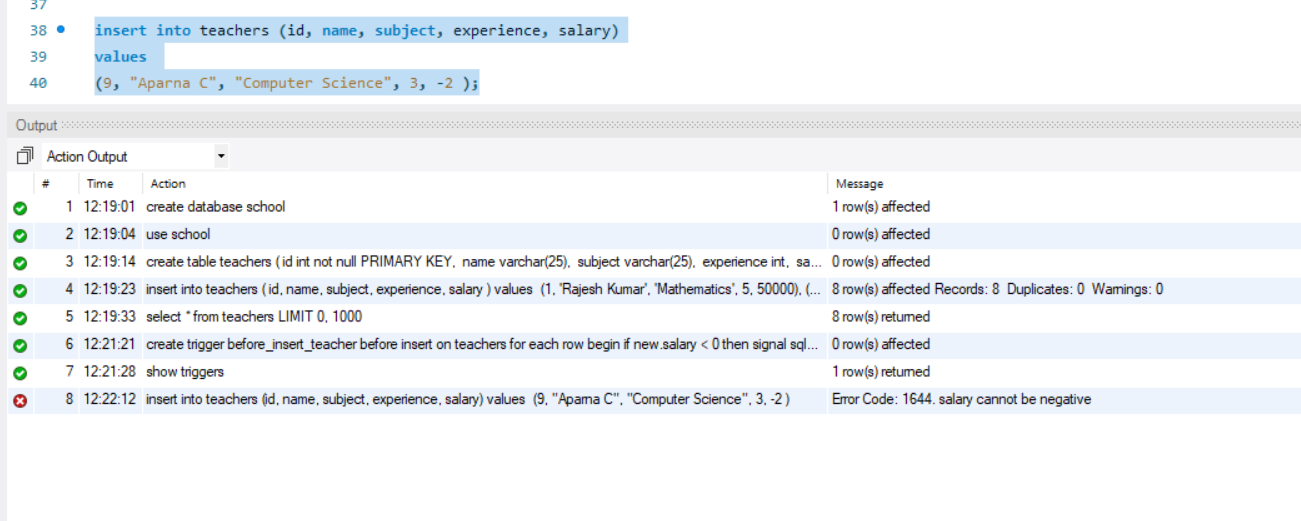 37
38 insert into teachers (id, name, subject, experience, salary)
39 values
40 (9, "Aparna C", "Computer Science", 3, -2 );
Output
Action Output
# Time Action Message
1 12:19:01 create database school 1 row(s) affected
2 12:19:04 use school 0 row(s) affected
3 12:19:14 create table teachers ( id int not null PRIMARY KEY, name varchar(25), subject varchar(25), experience int, sa... 0 row(s) affected
4 12:19:23 insert into teachers ( id, name, subject, experience, salary ) values (1, 'Rajesh Kumar', 'Mathematics', 5, 50000), (... 8 row(s) affected Records: 8 Duplicates: 0 Warnings: 0
5 12:19:33 select * from teachers LIMIT 0, 1000 8 row(s) returned
6 12:21:21 create trigger before_insert_teacher before insert on teachers for each row begin if new.salary < 0 then signal sql... 0 row(s) affected
7 12:21:28 show triggers 1 row(s) returned
8 12:22:12 insert into teachers (id, name, subject, experience, salary) values (9, "Aparna C", "Computer Science", 3, -2 ) Error Code: 1644. salary cannot be negative